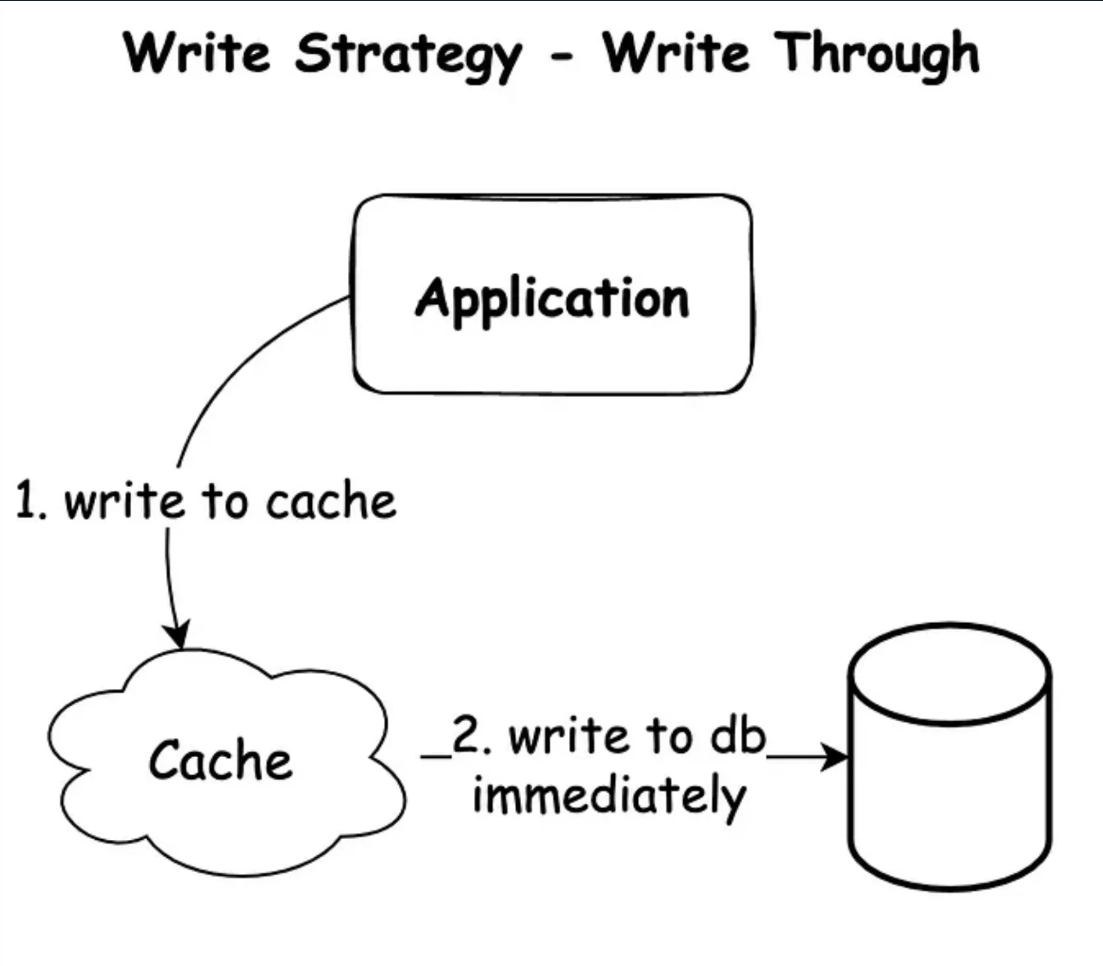 Write Strategy - Write Through
Application
1. write to cache
Cache
2. write to db
immediately